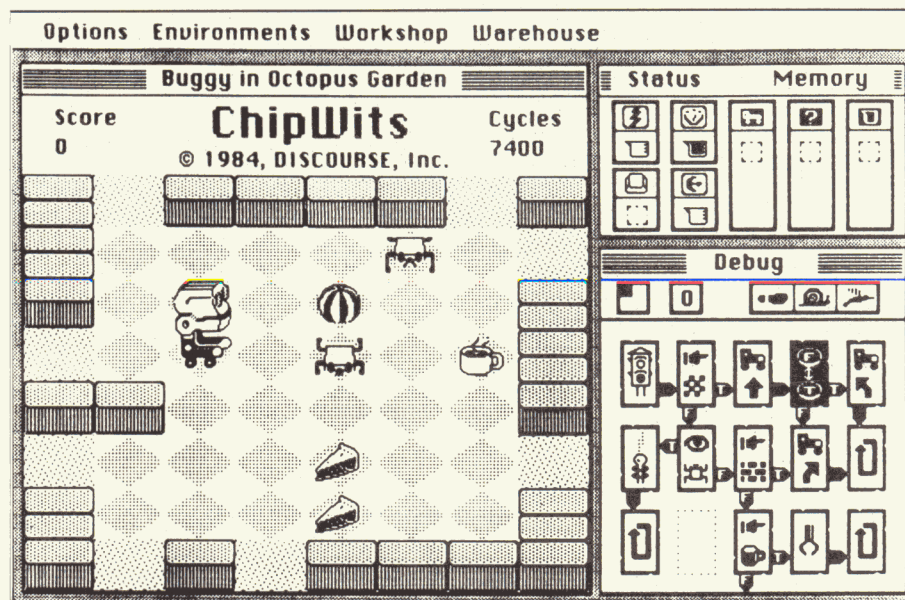 Options Environments Workshop Warehouse
Buggy in Octopus Garden
Score
0
ChipWits
© 1984, DISCOURSE, Inc.
Cycles
7400
Status Memory
?
Debug
0